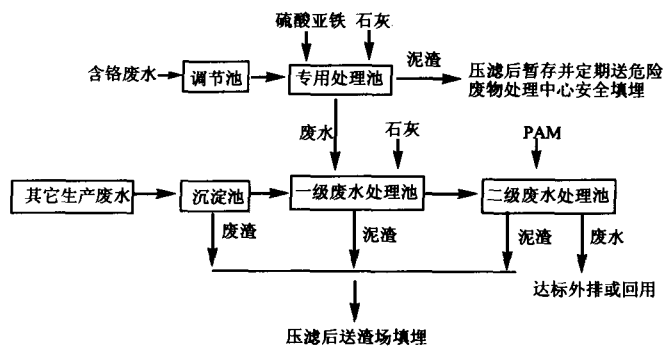 硫酸亚铁 石灰
含铬废水
调节池
专用处理池
泥渣
压滤后暂存并定期送危险
废物处理中心安全填埋
废水
石灰
PAM
其它生产废水
沉淀池
一级废水处理池
二级废水处理池
废渣
泥渣
泥渣
废水
达标外排或回用
压滤后送渣场填埋